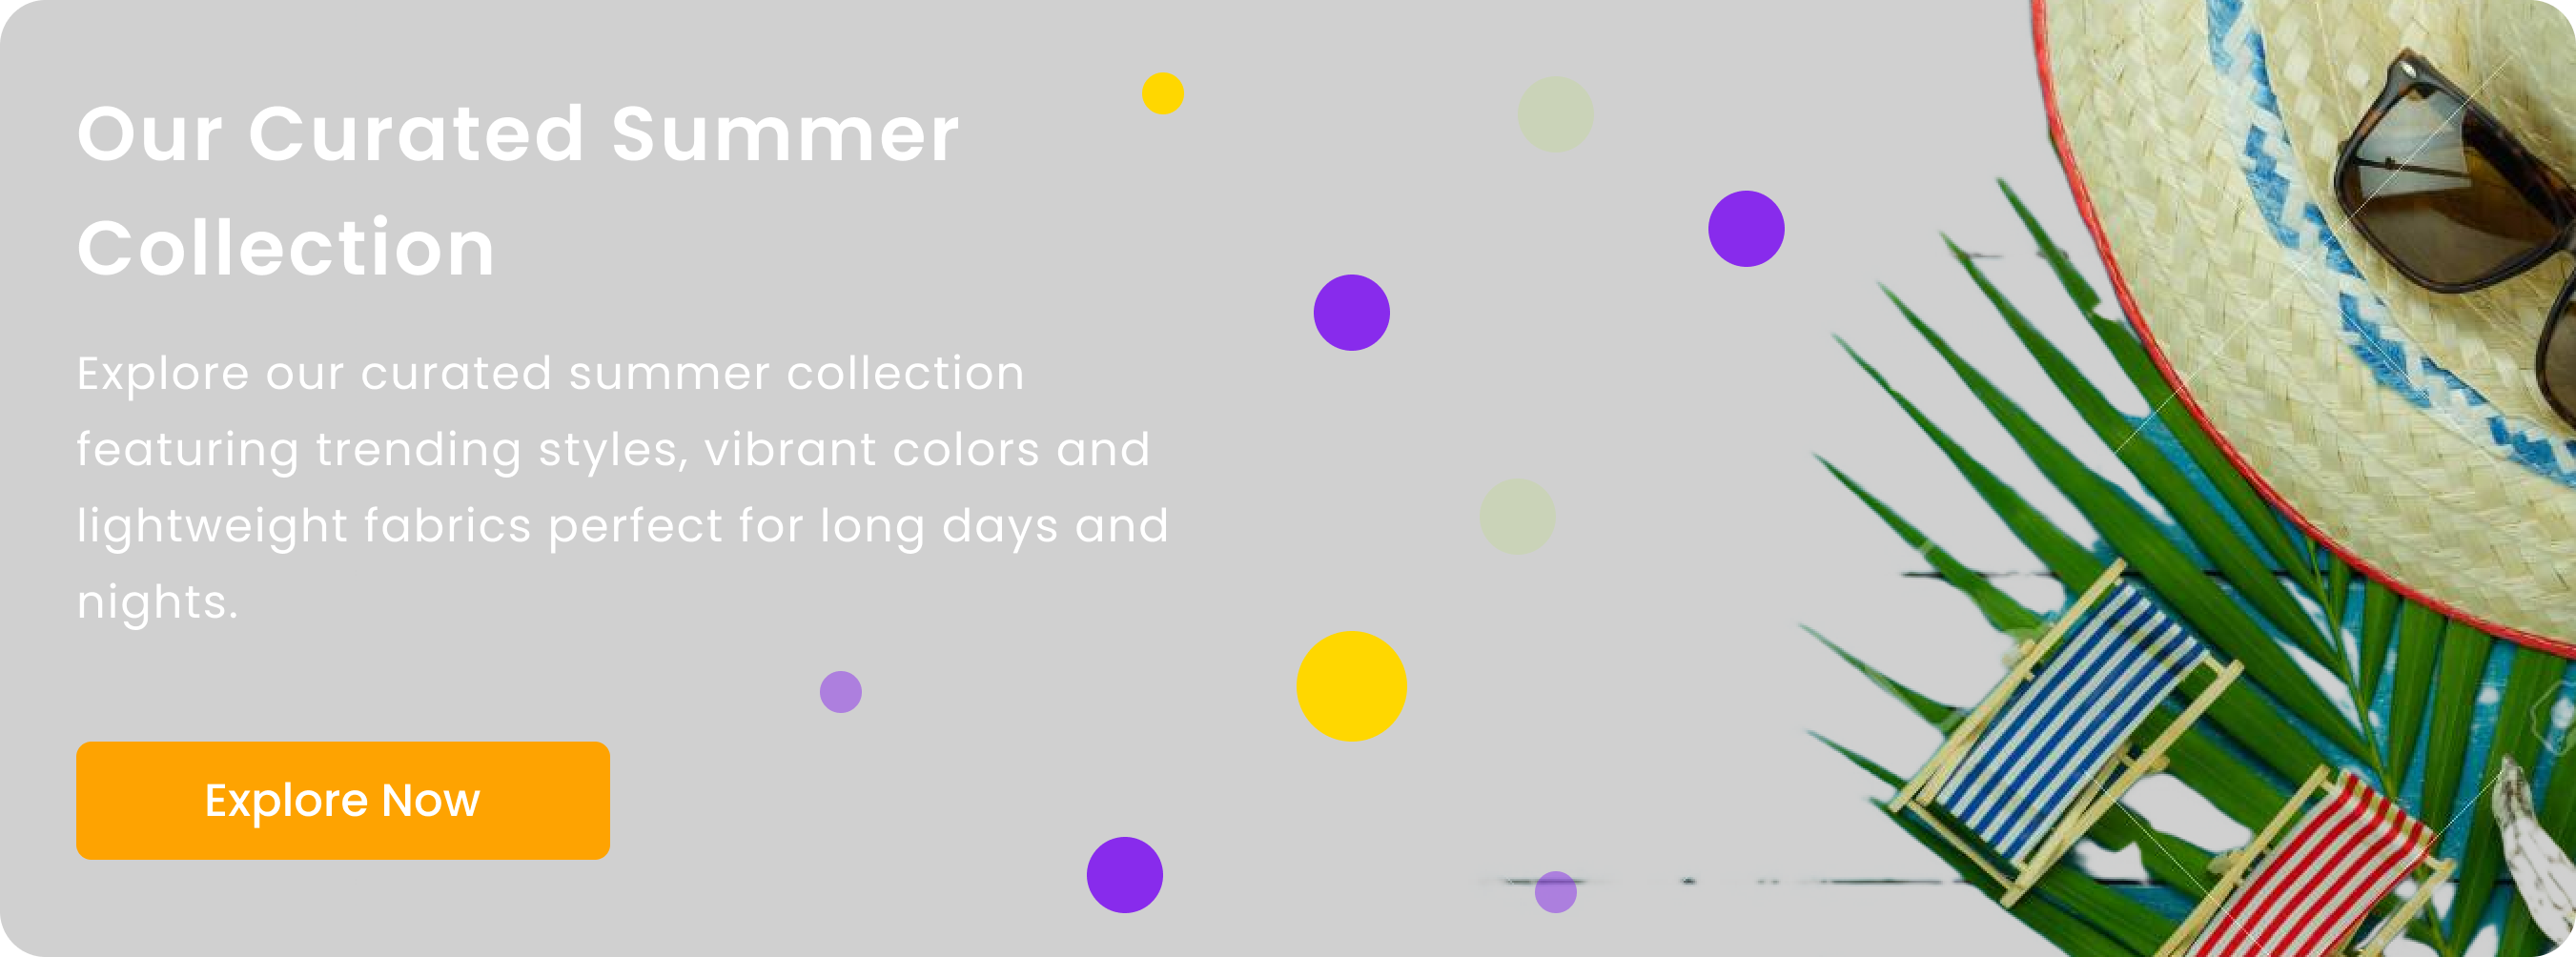 Our Curated Summer
Collection
Explore our curated summer collection
featuring trending styles, vibrant colors and
lightweight fabrics perfect for long days and
nights.
Explore Now